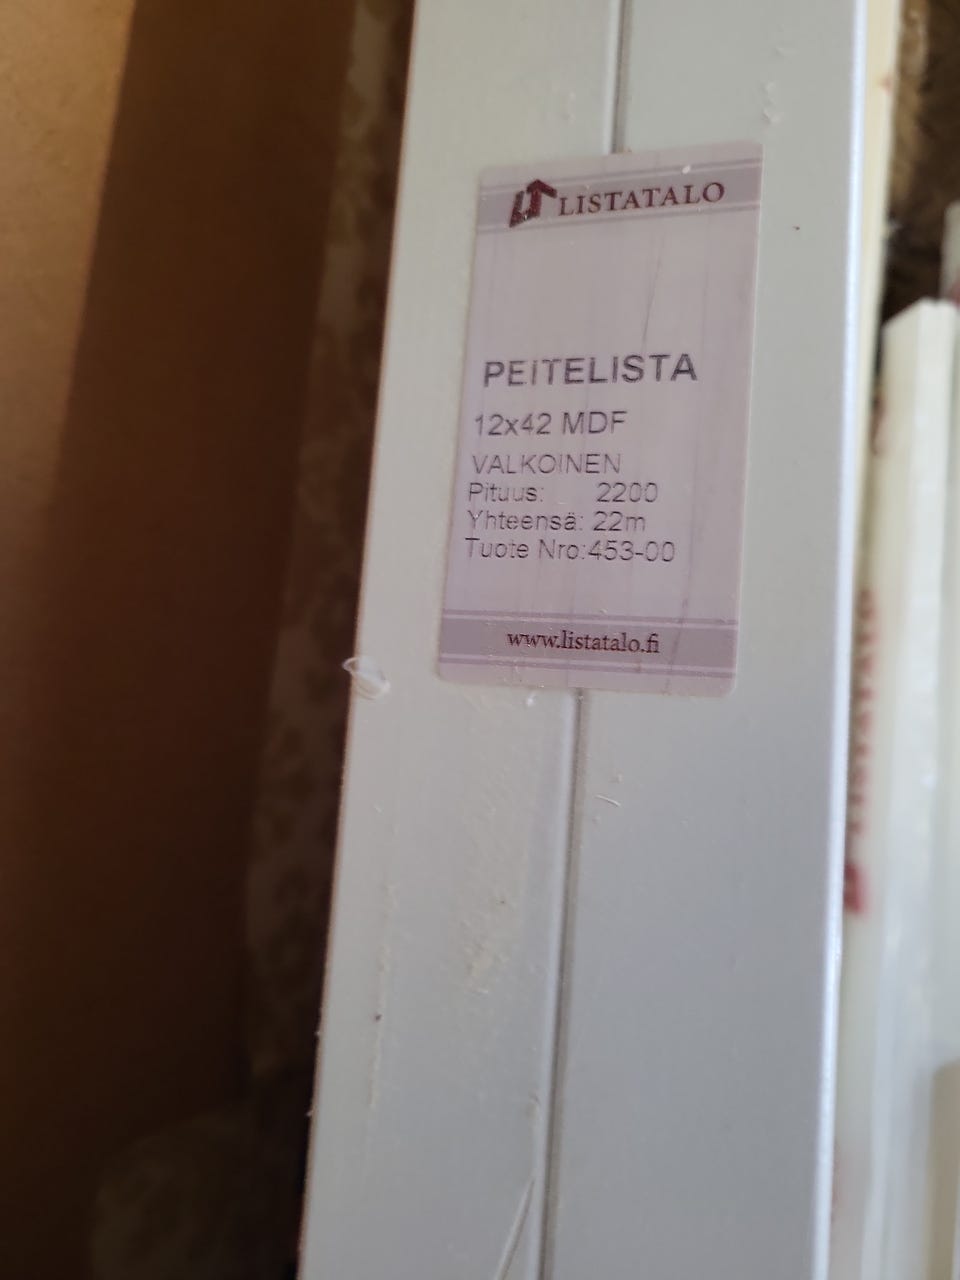 LISTATALO
PEITELISTA
12x42 MDF
VALKOINEN
Pituus: 2200
Yhteensä: 22m
Tuote Nro:453-00
www.listatalo.fi